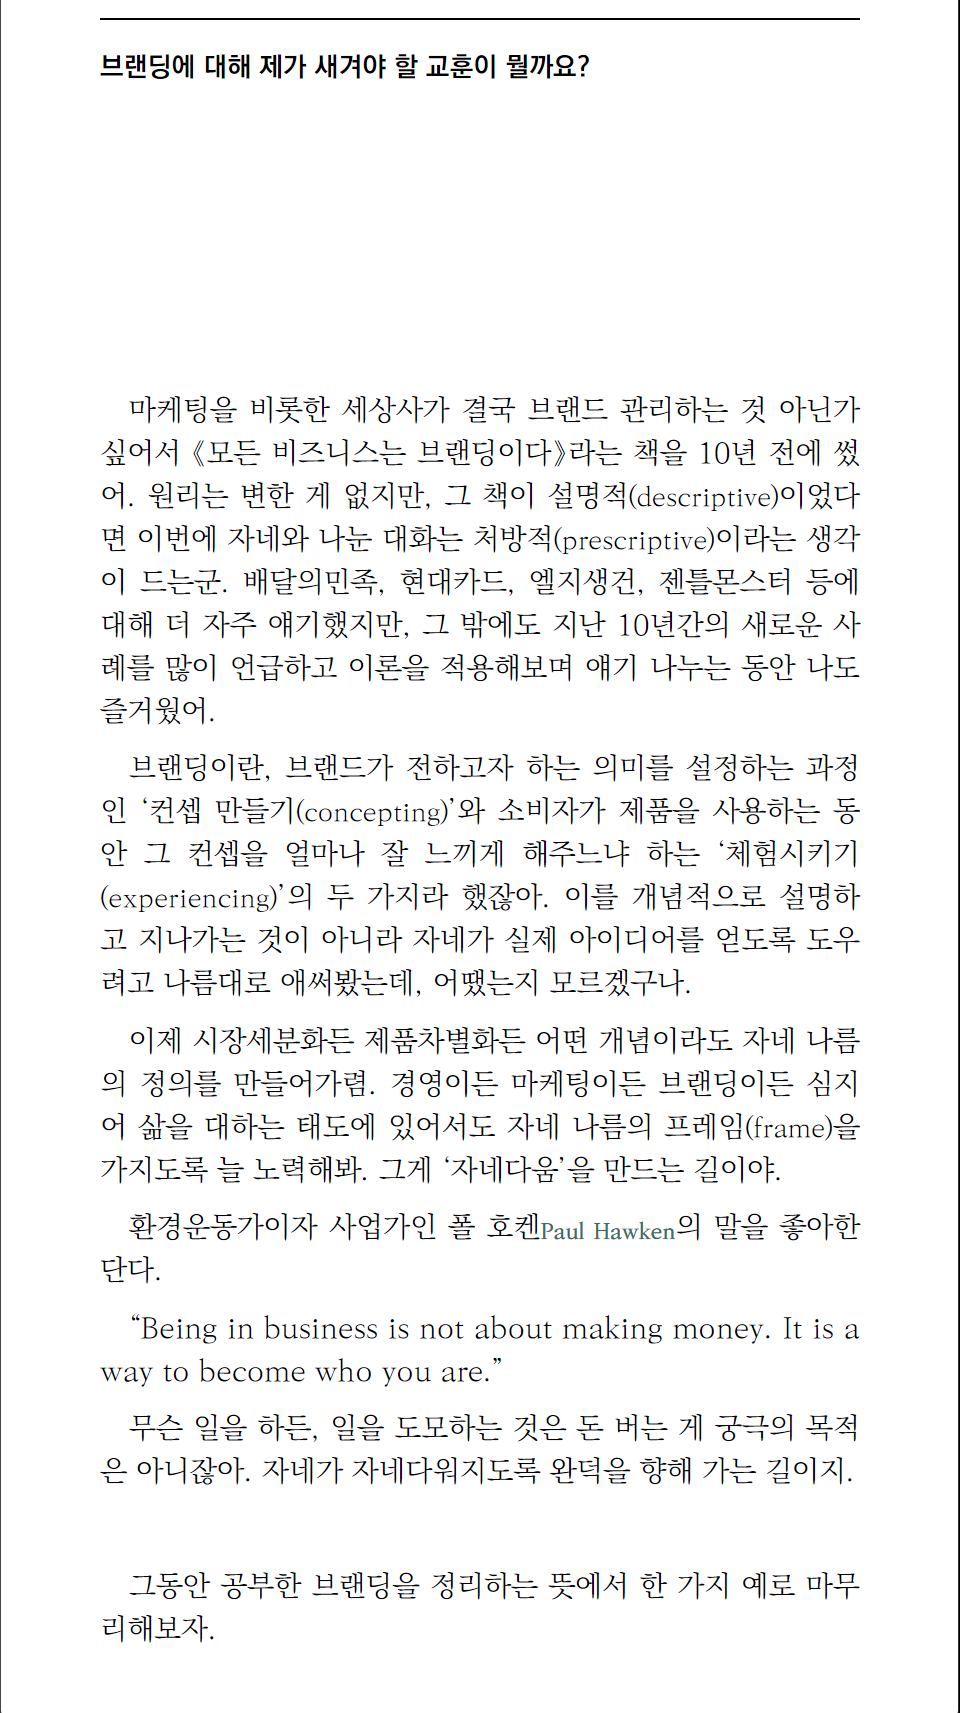 브랜딩에 대해 제가 새겨야 할 교훈이 뭘까요?
마케팅을 비롯한 세상사가 결국 브랜드 관리하는 것 아닌가
싶어서 《모든 비즈니스는 브랜딩이다》라는 책을 10년 전에 썼
어. 원리는 변한 게 없지만, 그 책이 설명적(descriptive)이었다
면 이번에 자네와 나눈 대화는 처방적(prescriptive)이라는 생각
이 드는군. 배달의민족, 현대카드, 엘지생건, 젠틀몬스터 등에
대해 더 자주 얘기했지만, 그 밖에도 지난 10년간의 새로운 사
례를 많이 언급하고 이론을 적용해보며 얘기 나누는 동안 나도
즐거웠어.
브랜딩이란, 브랜드가 전하고자 하는 의미를 설정하는 과정
인 ‘컨셉 만들기(concepting)’와 소비자가 제품을 사용하는 동
안 그 컨셉을 얼마나 잘 느끼게 해주느냐 하는 ‘체험시키기
(experiencing)’의 두 가지라 했잖아. 이를 개념적으로 설명하
고 지나가는 것이 아니라 자네가 실제 아이디어를 얻도록 도우
려고 나름대로 애써봤는데, 어땠는지 모르겠구나.
이제 시장세분화든 제품차별화든 어떤 개념이라도 자네 나름
의 정의를 만들어가렴. 경영이든 마케팅이든 브랜딩이든 심지
어 삶을 대하는 태도에 있어서도 자네 나름의 프레임(frame)을
가지도록 늘 노력해봐. 그게 ‘자네다움’을 만드는 길이야.
환경운동가이자 사업가인 폴 호켄Paul Hawken의 말을 좋아한
단다.
“Being in business is not about making money. It is a
way to become who you are.”
무슨 일을 하든, 일을 도모하는 것은 돈 버는 게 궁극의 목적
은 아니잖아. 자네가 자네다워지도록 완덕을 향해 가는 길이지.
그동안 공부한 브랜딩을 정리하는 뜻에서 한 가지 예로 마무
리해보자.